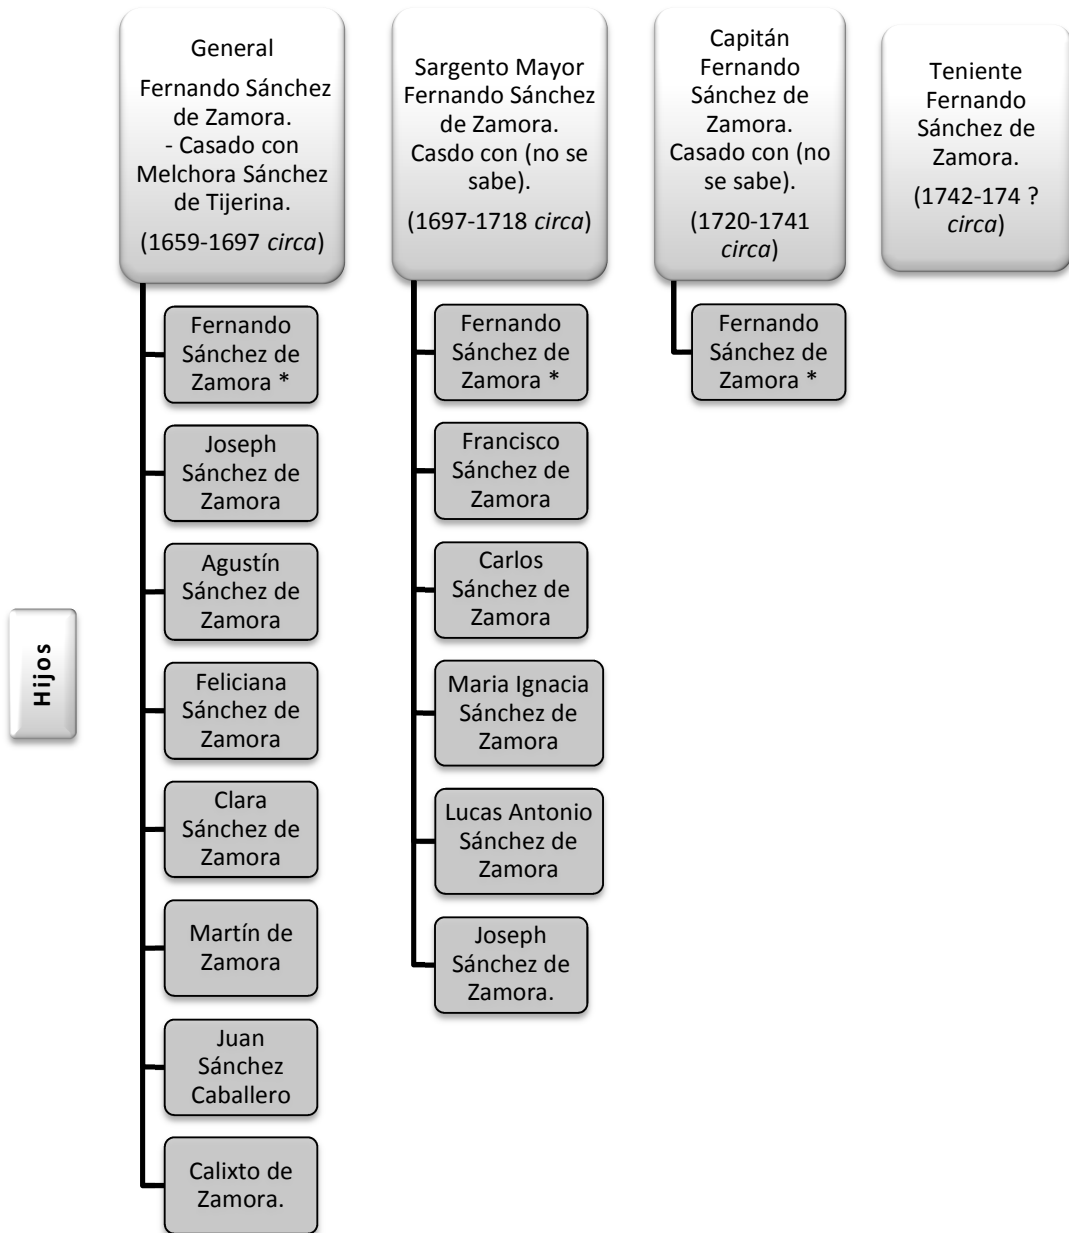 General
Fernando Sánchez
de Zamora.
- Casado con
Melchora Sánchez
de Tijerina.
(1659-1697 circa)
Fernando
Sánchez de
Zamora *
Joseph
Sánchez de
Zamora
Agustín
Sánchez de
Zamora
Feliciana
Sánchez de
Zamora
Clara
Sánchez de
Zamora
Martín de
Zamora
Juan
Sánchez
Caballero
Calixto de
Zamora.
Sargento Mayor
Fernando Sánchez
de Zamora.
Casdo con (no se
sabe).
(1697-1718 circa)
Fernando
Sánchez de
Zamora *
Francisco
Sánchez de
Zamora
Carlos
Sánchez de
Zamora
Maria Ignacia
Sánchez de
Zamora
Lucas Antonio
Sánchez de
Zamora
Joseph
Sánchez de
Zamora.
Capitán
Fernando
Sánchez de
Zamora.
Casado con (no
se sabe).
(1720-1741
circa)
Fernando
Sánchez de
Zamora *
Teniente
Fernando
Sánchez de
Zamora.
(1742-174 ?
circa)
Hijos